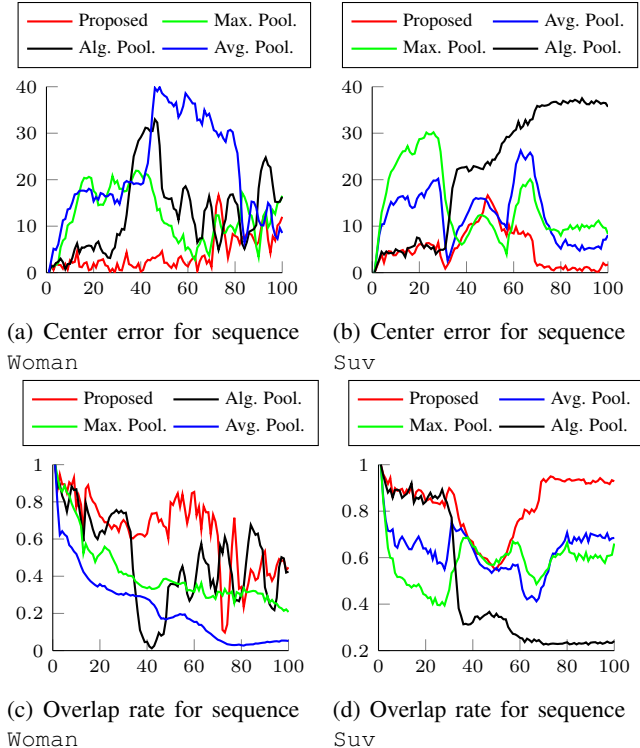 Proposed Max. Pool.
Alg. Pool. Avg. Pool.
Proposed Avg. Pool.
Max. Pool. Alg. Pool.
40
30
20
10
0
0 20 40 60 80 100
40
30
20
10
0
0 20 40 60 80 100
(a) Center error for sequence
Woman
(b) Center error for sequence
Suv
Proposed Alg. Pool.
Max. Pool. Avg. Pool.
Proposed Avg. Pool.
Max. Pool. Alg. Pool.
1
0.8
0.6
0.4
0.2
0
0 20 40 60 80 100
1
0.8
0.6
0.4
0.2
0 20 40 60 80 100
(c) Overlap rate for sequence
Woman
(d) Overlap rate for sequence
Suv